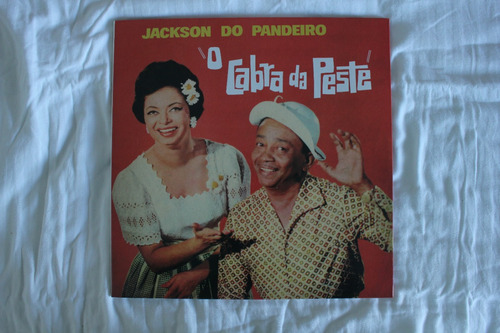 JACKSON DO PANDEIRO
"O Cabra da Peste"